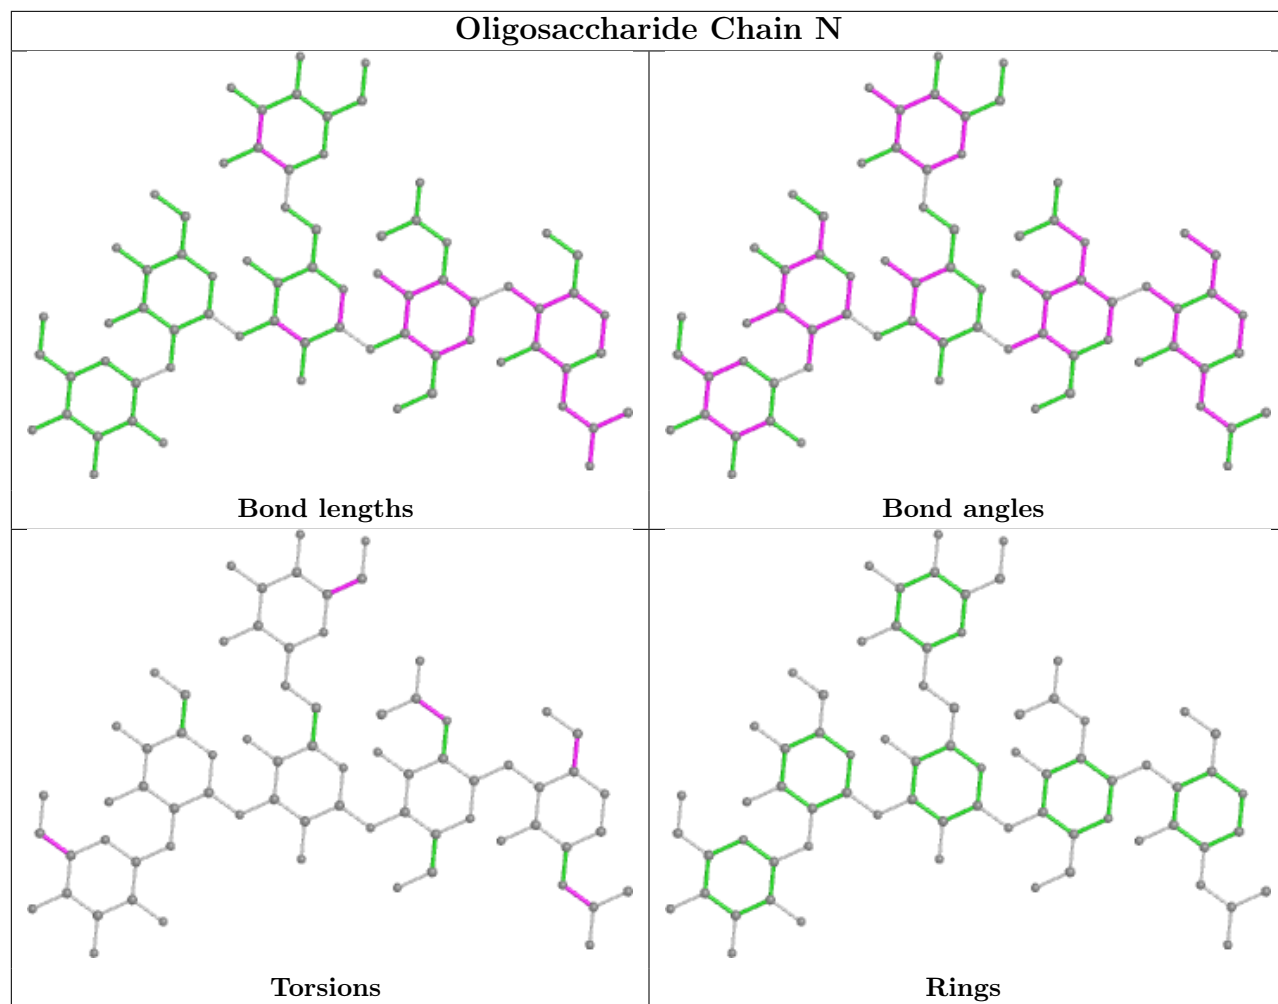 Oligosaccharide Chain N
Bond lengths
Bond angles
Torsions
Rings